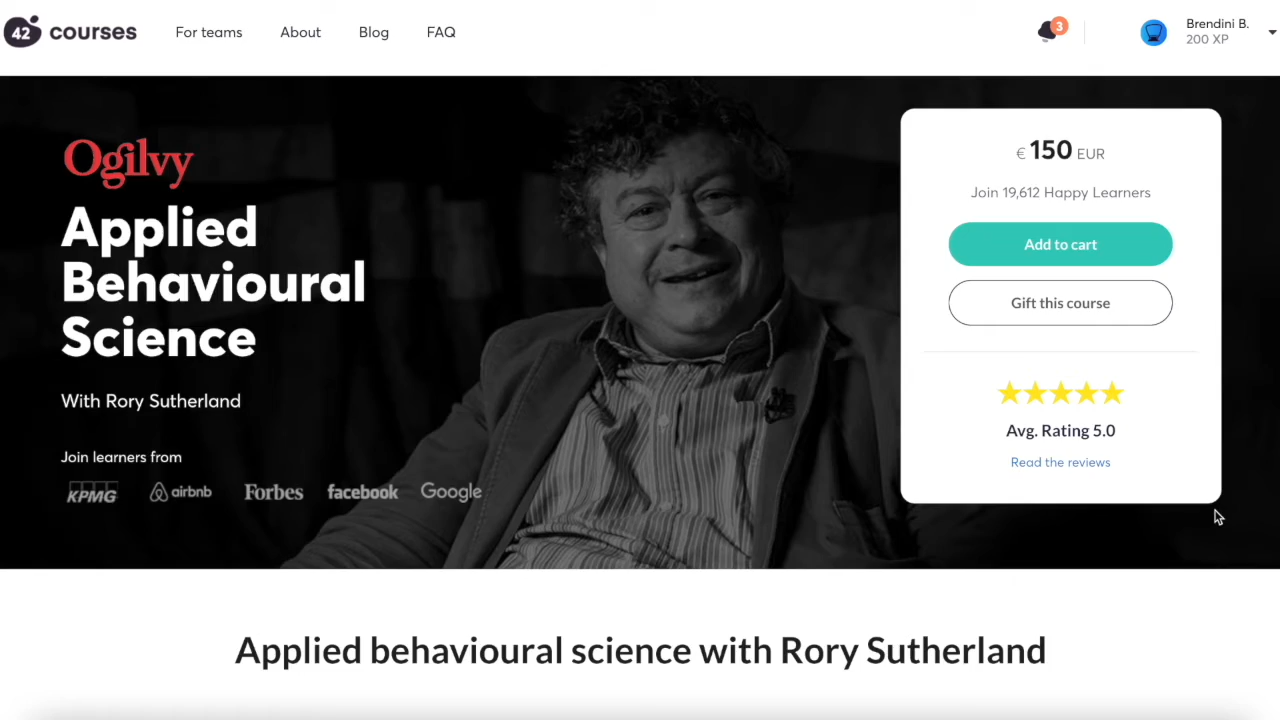 42 courses
For teams
About
Blog
FAQ
3
Brendini B.
200 XP
Ogilvy
Applied
Behavioural
Science
With Rory Sutherland
Join learners from
KPMG
airbnb
Forbes
facebook
Google
€ 150 EUR
Join 19,612 Happy Learners
Add to cart
Gift this course
Avg. Rating 5.0
Read the reviews
Applied behavioural science with Rory Sutherland